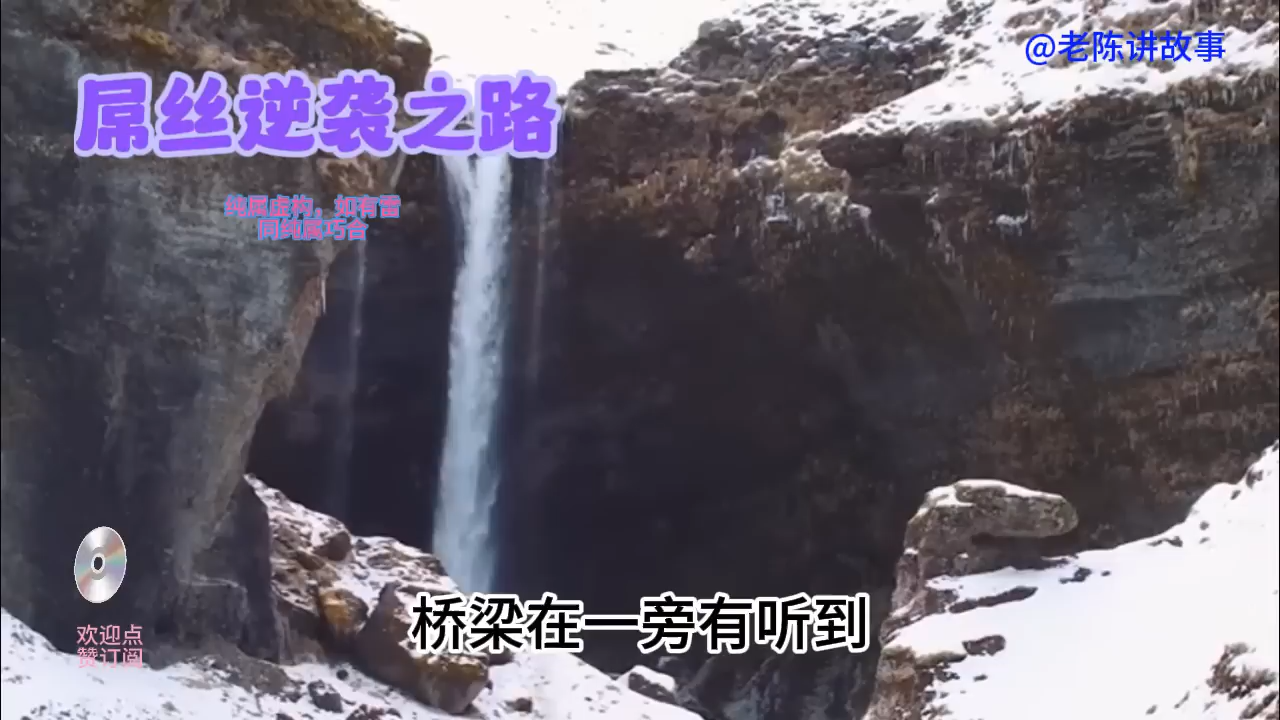 @老陈讲故事
屌丝逆袭之路
纯属虚构，如有雷
同纯属巧合
欢迎点
赞订阅
桥梁在一旁有听到